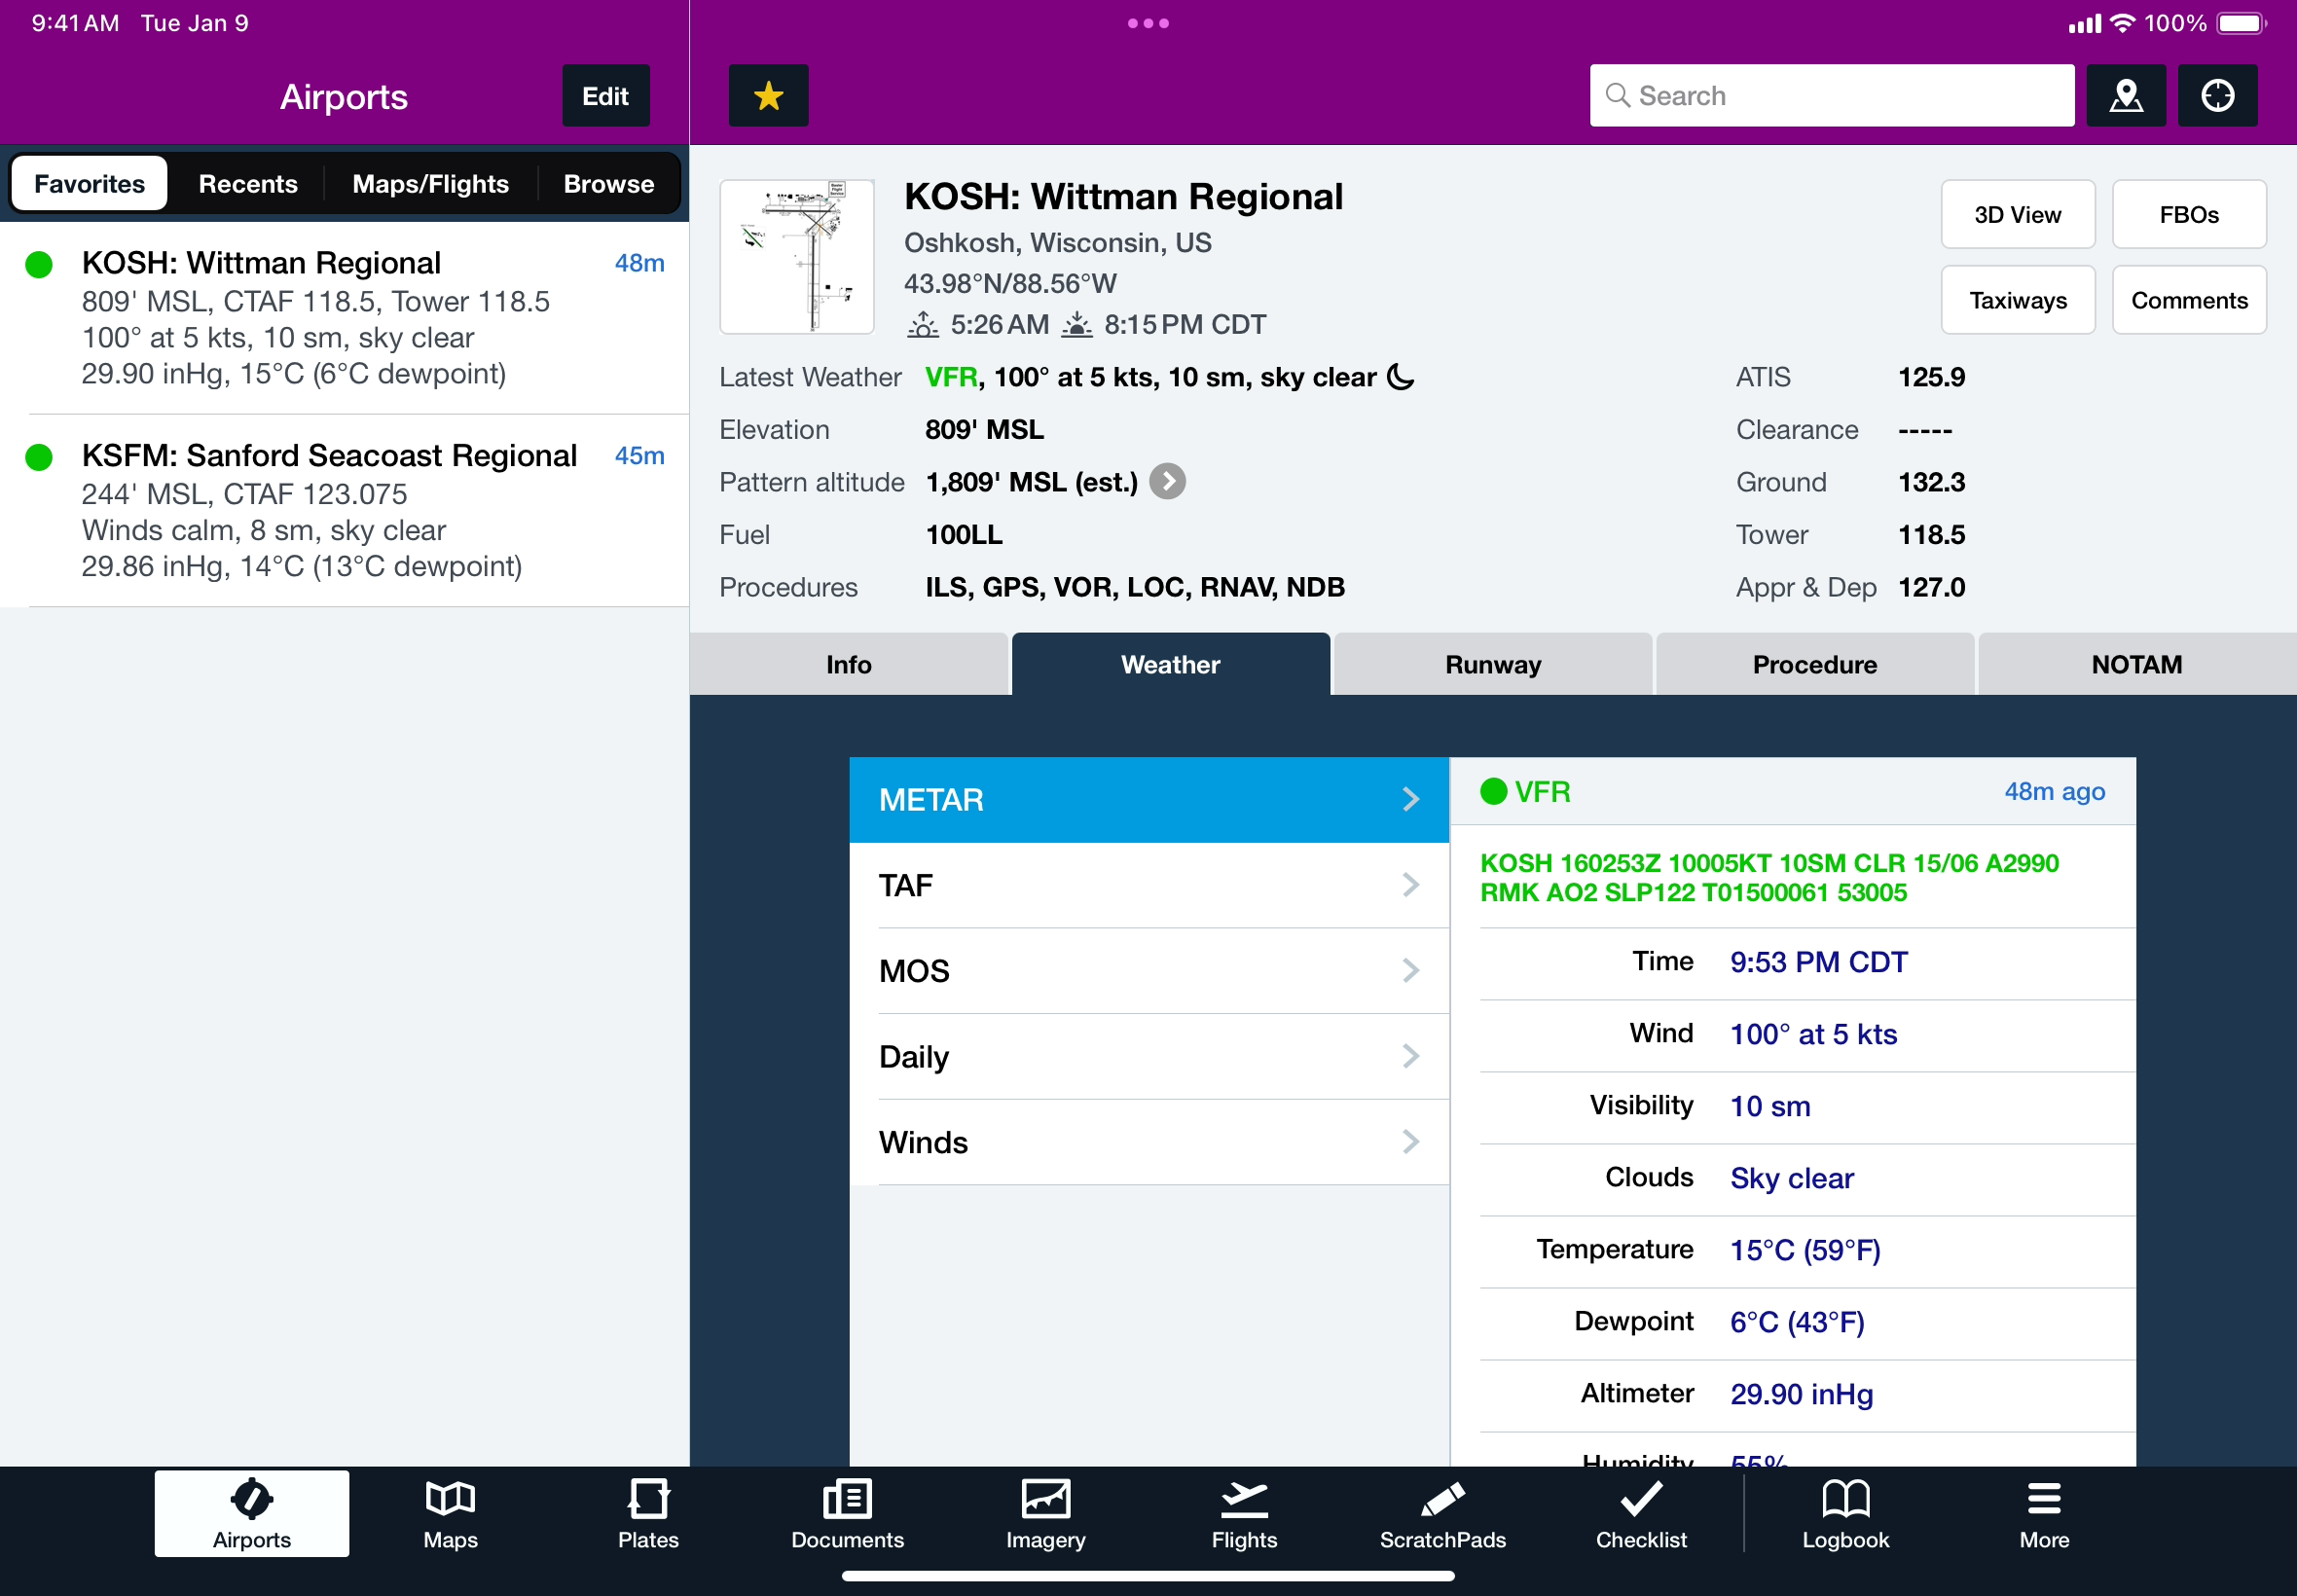 9:41 AM Tue Jan 9
100%
Airports
Edit
Search
Favorites
Recents
Maps/Flights
Browse
KOSH: Wittman Regional
48m
809' MSL, CTAF 118.5, Tower 118.5
100° at 5 kts, 10 sm, sky clear
29.90 inHg, 15°C (6°C dewpoint)
KSFM: Sanford Seacoast Regional
45m
244' MSL, CTAF 123.075
Winds calm, 8 sm, sky clear
29.86 inHg, 14°C (13°C dewpoint)
KOSH: Wittman Regional
Oshkosh, Wisconsin, US
43.98°N/88.56°W
5:26 AM 8:15 PM CDT
3D View
FBOs
Taxiways
Comments
Latest Weather VFR, 100° at 5 kts, 10 sm, sky clear
Elevation 809' MSL
Pattern altitude 1,809' MSL (est.)
Fuel 100LL
Procedures ILS, GPS, VOR, LOC, RNAV, NDB
ATIS 125.9
Clearance -----
Ground 132.3
Tower 118.5
Appr & Dep 127.0
Info
Weather
Runway
Procedure
NOTAM
METAR
TAF
MOS
Daily
Winds
VFR
48m ago
KOSH 160253Z 10005KT 10SM CLR 15/06 A2990
RMK AO2 SLP122 T01500061 53005
Time 9:53 PM CDT
Wind 100° at 5 kts
Visibility 10 sm
Clouds Sky clear
Temperature 15°C (59°F)
Dewpoint 6°C (43°F)
Altimeter 29.90 inHg
Humidity 55%
Airports
Maps
Plates
Documents
Imagery
Flights
ScratchPads
Checklist
Logbook
More